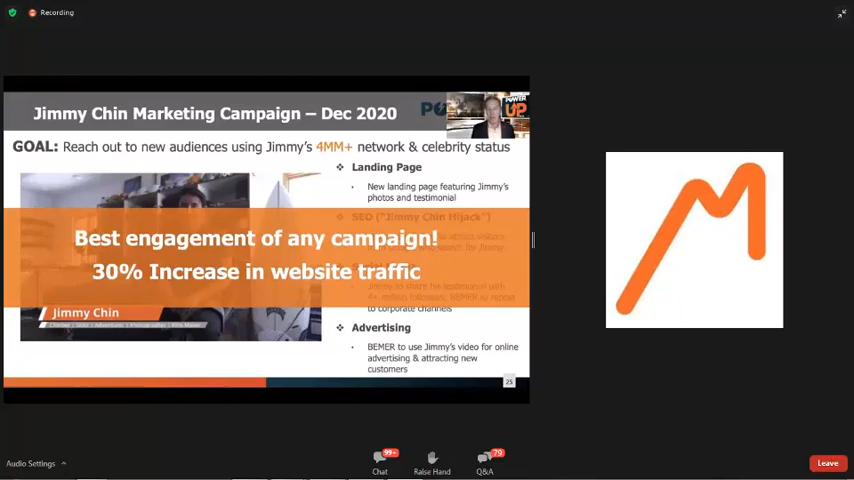 Recording
Jimmy Chin Marketing Campaign – Dec 2020
POWER
UP
GOAL: Reach out to new audiences using Jimmy's 4MM+ network & celebrity status
Landing Page
New landing page featuring Jimmy's
photos and testimonial
SEO ("Jimmy Chin Hijack")
Best engagement of any campaign!
30% Increase in website traffic
Jimmy to share his testimonial with
4+ million followers, BEMER to repost
to corporate channels
Jimmy Chin
Advertising
BEMER to use Jimmy's video for online
advertising & attracting new
customers
25
Audio Settings
99+
Chat
Raise Hand
79
Q&A
Leave